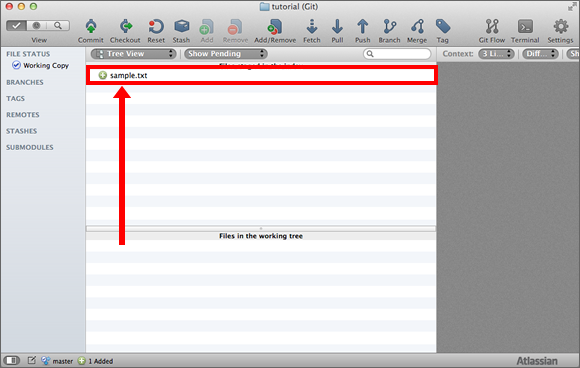 tutorial (Git)
View Commit Checkout Reset Stash Add Remove Add/Remove Fetch Pull Push Branch Merge Tag Git Flow Terminal Settings
FILE STATUS
Working Copy
BRANCHES
TAGS
REMOTES
STASHES
SUBMODULES
Tree View Show Pending Context: 3 Li... Diff... Sh
sample.txt
Files in the working tree
master 1 Added Atlassian